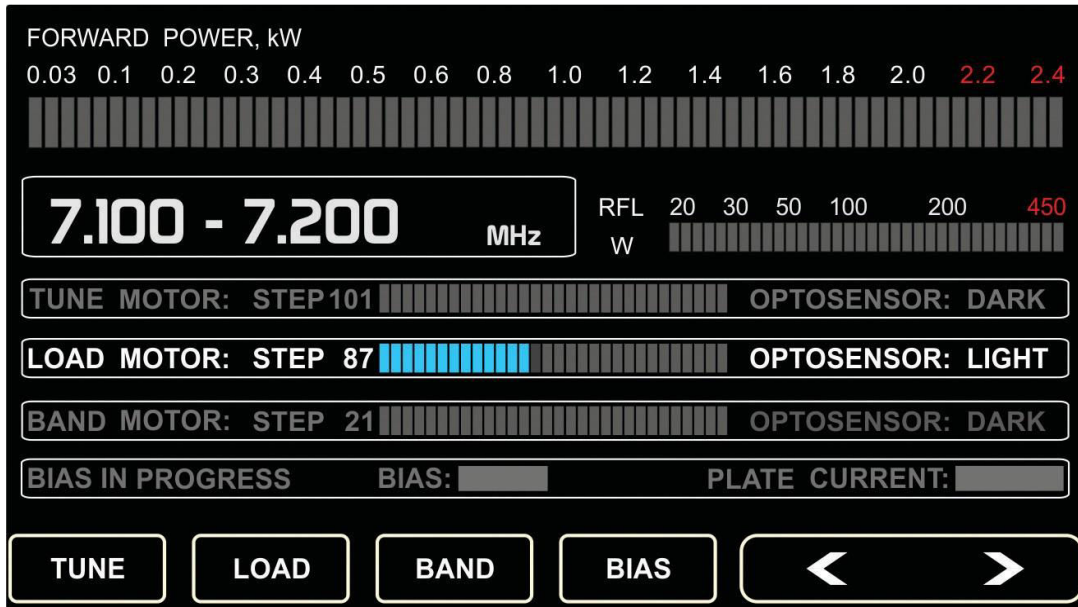 FORWARD POWER, kW
0.03 0.1 0.2 0.3 0.4 0.5 0.6 0.8 1.0 1.2 1.4 1.6 1.8 2.0 2.2 2.4
7.100 - 7.200 MHz
RFL 20 30 50 100 200 450
W
TUNE MOTOR: STEP 101 OPTOSENSOR: DARK
LOAD MOTOR: STEP 87 OPTOSENSOR: LIGHT
BAND MOTOR: STEP 21 OPTOSENSOR: DARK
BIAS IN PROGRESS BIAS: PLATE CURRENT:
TUNE LOAD BAND BIAS < >